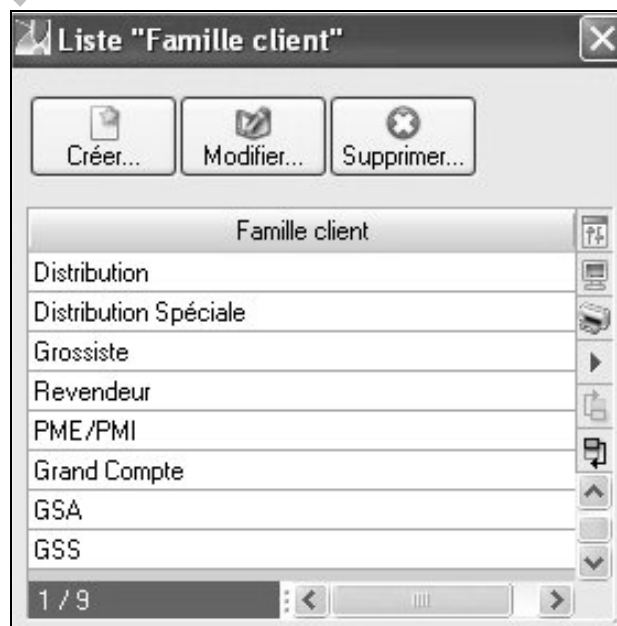 Liste "Famille client"
Créer... Modifier... Supprimer...
Famille client
Distribution
Distribution Spéciale
Grossiste
Revendeur
PME/PMI
Grand Compte
GSA
GSS
1 / 9